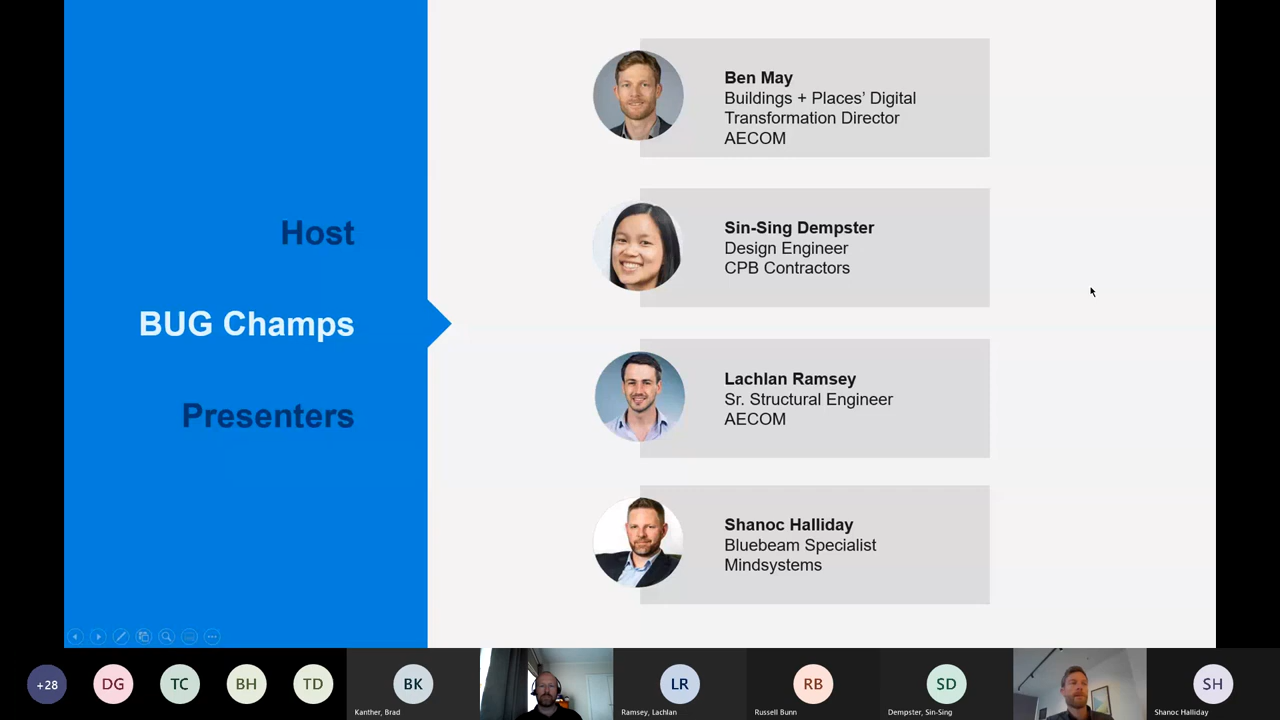 Host
BUG Champs
Presenters
Ben May
Buildings + Places’ Digital
Transformation Director
AECOM
Sin-Sing Dempster
Design Engineer
CPB Contractors
Lachlan Ramsey
Sr. Structural Engineer
AECOM
Shanoc Halliday
Bluebeam Specialist
Mindsystems
+28
DG
TC
BH
TD
BK
Kanther, Brad
LR
Ramsey, Lachlan
RB
Russell Bunn
SD
Dempster, Sin-Sing
SH
Shanoc Halliday